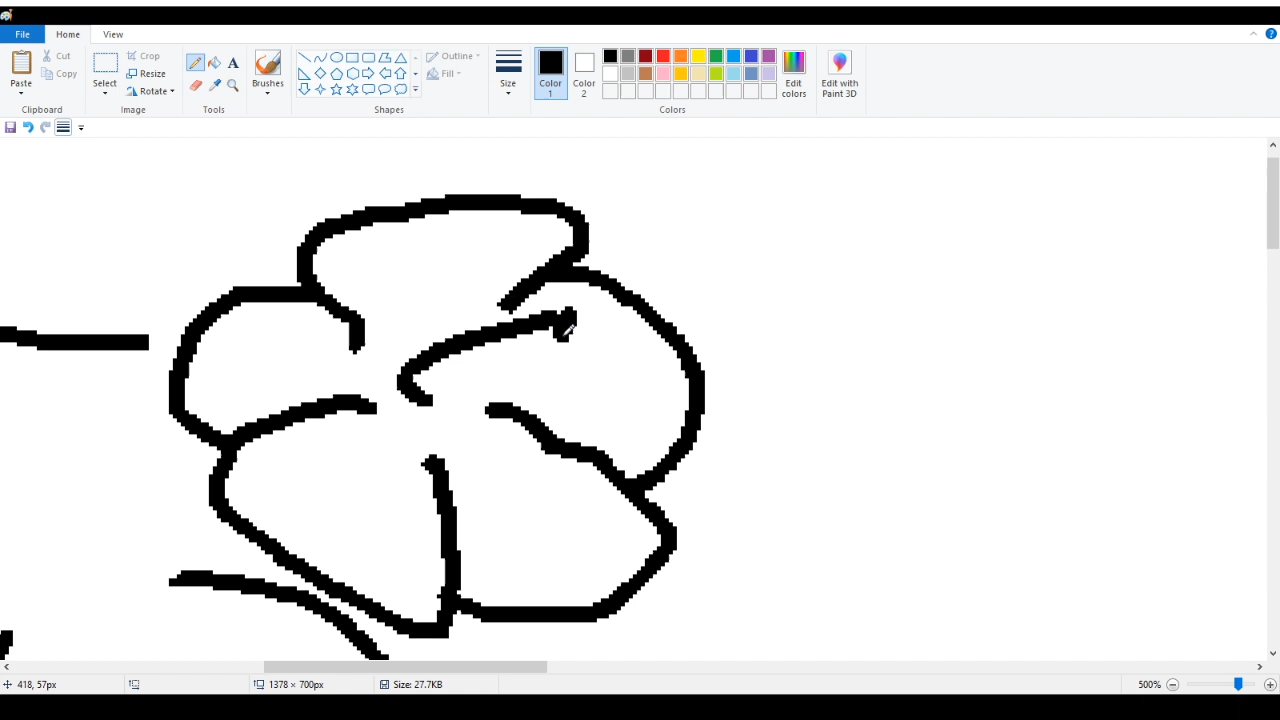 File Home View
Paste
Cut
Copy
Clipboard
Select
Crop
Resize
Rotate
Image
A
Tools
Brushes
Outline
Fill
Shapes
Size
Color
1
Color
2
Edit
colors
Edit with
Paint 3D
Colors
418, 57px
1378 × 700px
Size: 27.7KB
500%